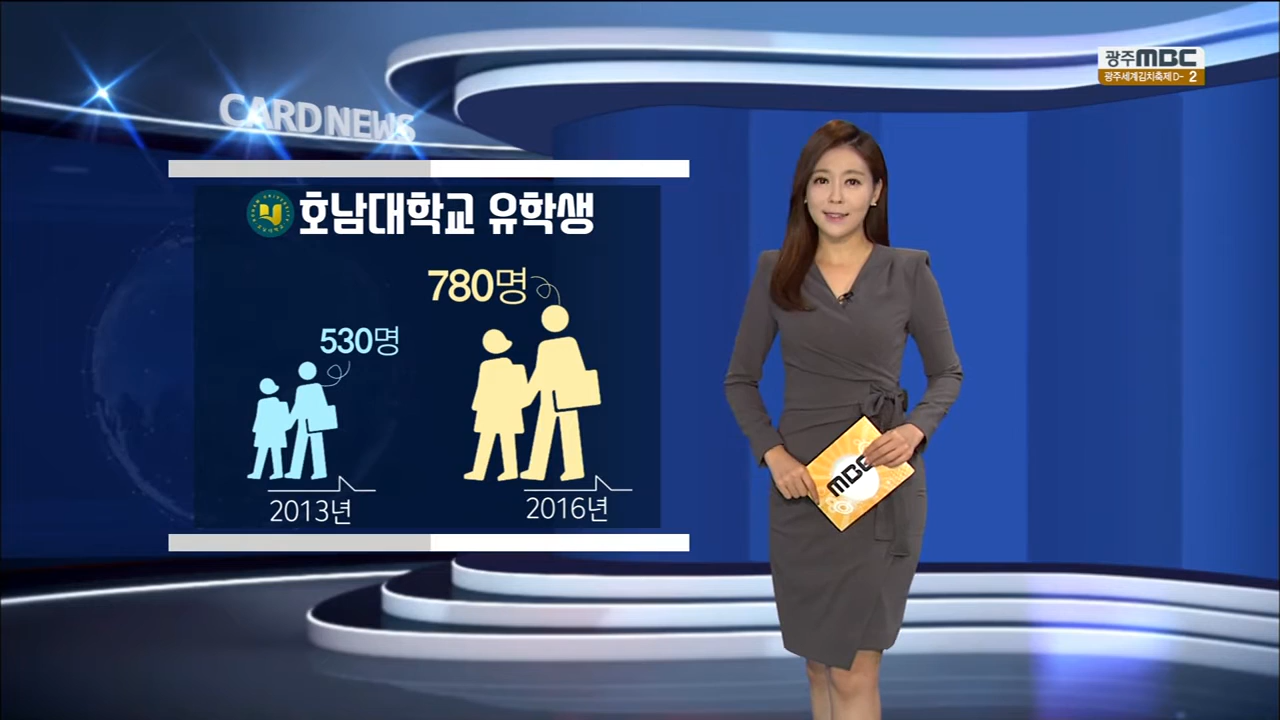 광주MBC
광주세계김치축제 D- 2
CARD NEWS
호남대학교 유학생
780명
530명
2013년
2016년
MBC